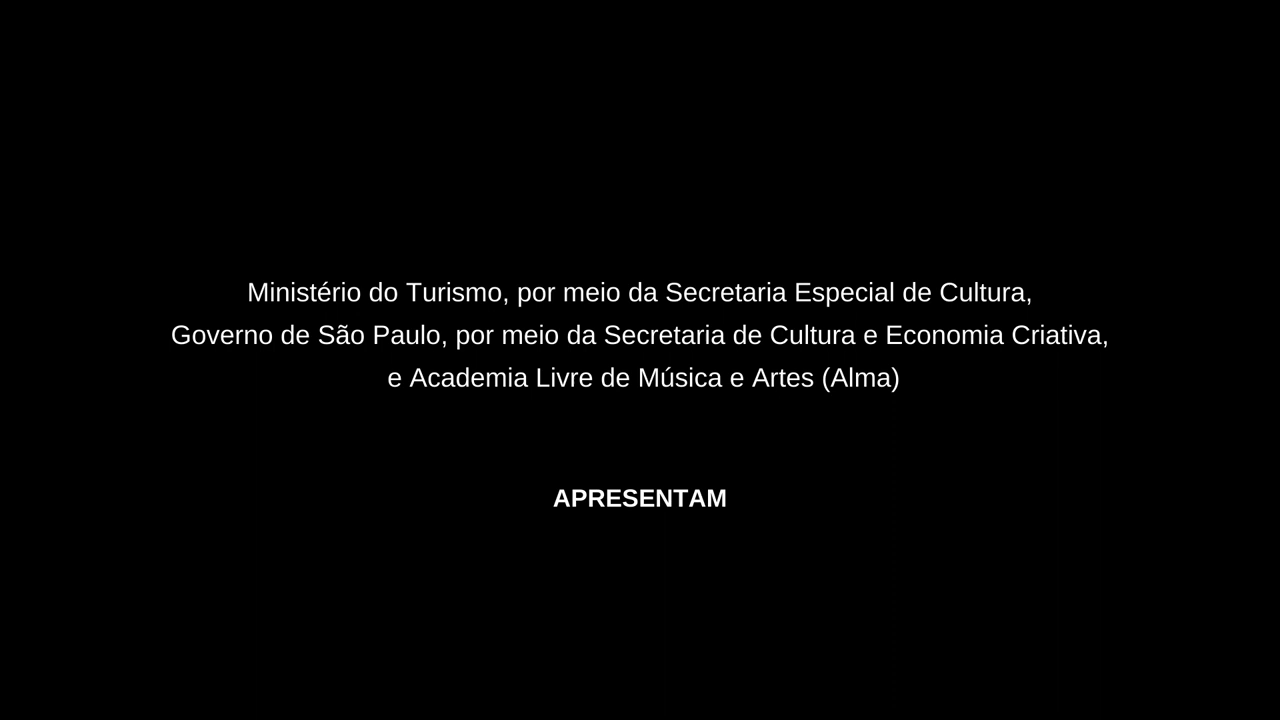 Ministério do Turismo, por meio da Secretaria Especial de Cultura,
Governo de São Paulo, por meio da Secretaria de Cultura e Economia Criativa,
e Academia Livre de Música e Artes (Alma)
APRESENTAM